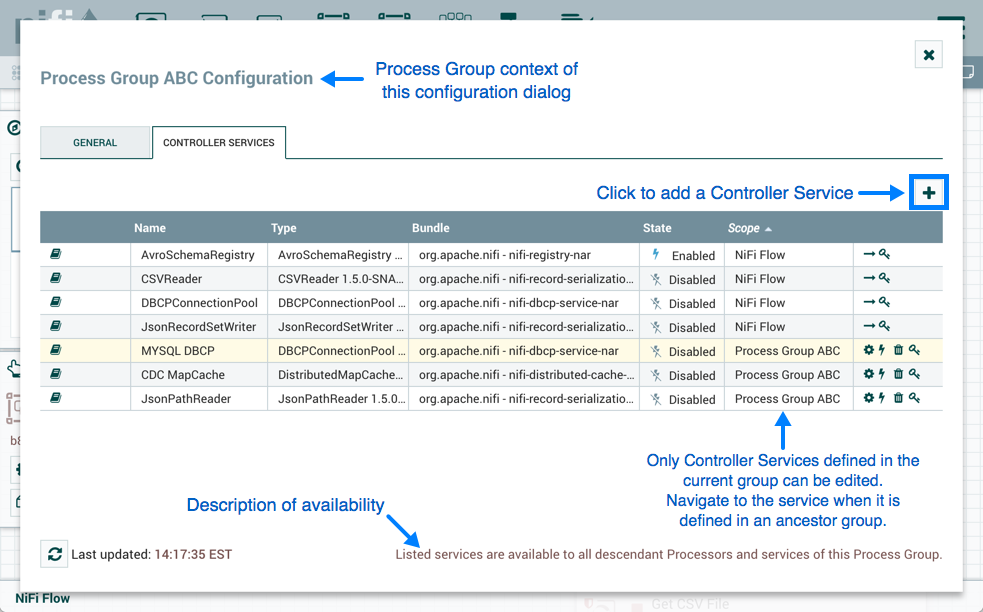 nifi
Process Group ABC Configuration
Process Group context of
this configuration dialog
GENERAL
CONTROLLER SERVICES
Click to add a Controller Service
Name Type Bundle State Scope
AvroSchemaRegistry AvroSchemaRegistry ... org.apache.nifi - nifi-registry-nar Enabled NiFi Flow
CSVReader CSVReader 1.5.0-SNA... org.apache.nifi - nifi-record-serializatio... Disabled NiFi Flow
DBCPConnectionPool DBCPConnectionPool ... org.apache.nifi - nifi-dbcp-service-nar Disabled NiFi Flow
JsonRecordSetWriter JsonRecordSetWriter ... org.apache.nifi - nifi-record-serializatio... Disabled NiFi Flow
MYSQL DBCP DBCPConnectionPool ... org.apache.nifi - nifi-dbcp-service-nar Disabled Process Group ABC
CDC MapCache DistributedMapCache... org.apache.nifi - nifi-distributed-cache-... Disabled Process Group ABC
JsonPathReader JsonPathReader 1.5.0... org.apache.nifi - nifi-record-serializatio... Disabled Process Group ABC
b8
Only Controller Services defined in the
current group can be edited.
Navigate to the service when it is
defined in an ancestor group.
Description of availability
Last updated: 14:17:35 EST
Listed services are available to all descendant Processors and services of this Process Group.
NiFi Flow
Get CSV File